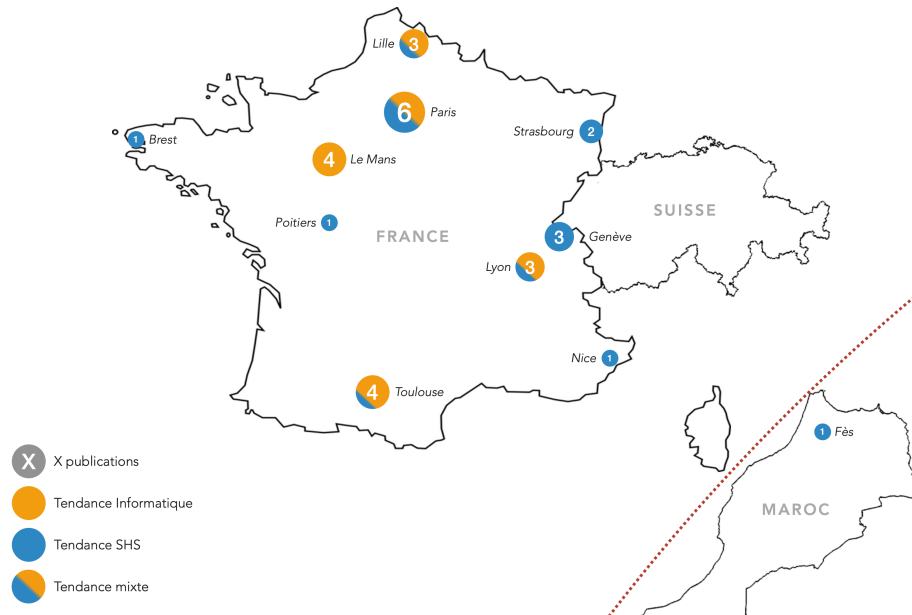 Lille 3
6 Paris
Strasbourg 2
1 Brest
4 Le Mans
SUISSE
Poitiers 1
FRANCE
3 Genève
Lyon 3
Nice 1
4 Toulouse
1 Fès
X X publications
Tendance Informatique
MAROC
Tendance SHS
Tendance mixte